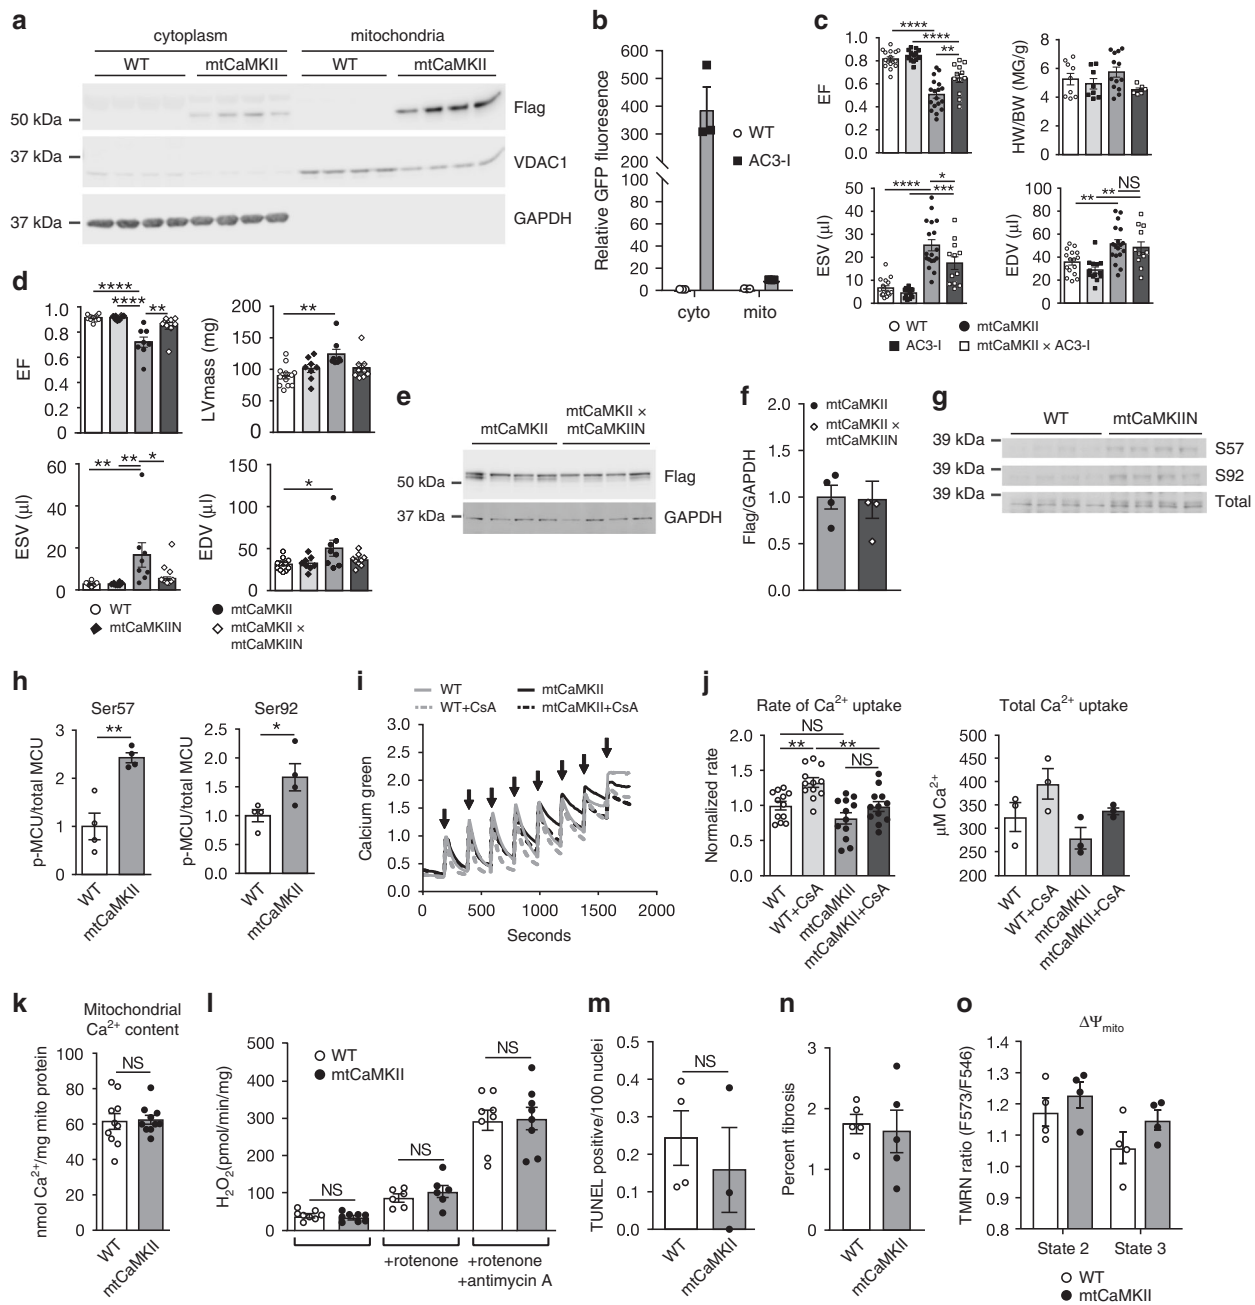 a
cytoplasm
mitochondria
WT
mtCaMKII
WT
mtCaMKII
50 kDa
Flag
37 kDa
VDAC1
37 kDa
GAPDH
b
Relative GFP fluoresence
600
500
400
300
200
100
80
60
40
20
0
WT
AC3-I
cyto
mito
c
EF
1.0
0.8
0.6
0.4
0.2
0.0
****
****
**
HW/BW (MG/g)
8
6
4
2
0
ESV (µl)
50
40
30
20
10
0
****
*
***
EDV (µl)
100
80
60
40
20
0
**
**
NS
WT
mtCaMKII
AC3-I
mtCaMKII × AC3-I
d
EF
1.0
0.8
0.6
0.4
0.2
0
****
****
**
LVmass (mg)
200
150
100
50
0
**
ESV (µl)
60
40
20
0
**
**
*
EDV (µl)
150
100
50
0
*
WT
mtCaMKII
mtCaMKIIN
mtCaMKII ×
mtCaMKIIN
e
mtCaMKII
mtCaMKII ×
mtCaMKIIN
50 kDa
Flag
37 kDa
GAPDH
f
Flag/GAPDH
2.0
1.5
1.0
0.5
0.0
mtCaMKII
mtCaMKII ×
mtCaMKIIN
g
WT
mtCaMKIIN
39 kDa
S57
39 kDa
S92
39 kDa
Total
h
Ser57
p-MCU/total MCU
3
2
1
0
**
WT
mtCaMKII
Ser92
p-MCU/total MCU
2.5
2.0
1.5
1.0
0.5
0.0
*
WT
mtCaMKII
i
WT
mtCaMKII
WT+CsA
mtCaMKII+CsA
Calcium green
3.0
2.5
2.0
1.5
1.0
0.5
0.0
0
500
1000
1500
2000
Seconds
j
Rate of Ca2+ uptake
NS
**
**
NS
Normalized rate
2.0
1.5
1.0
0.5
0.0
WT
WT+CsA
mtCaMKII
mtCaMKII+CsA
Total Ca2+ uptake
µM Ca2+
500
450
400
350
300
250
200
WT
WT+CsA
mtCaMKII
mtCaMKII+CsA
k
Mitochondrial
Ca2+ content
nmol Ca2+/mg mito protein
100
80
60
40
20
0
NS
WT
mtCaMKII
l
H2O2(pmol/min/mg)
500
400
300
200
100
0
WT
mtCaMKII
NS
NS
NS
+rotenone
+rotenone
+antimycin A
m
TUNEL positive/100 nuclei
0.5
0.4
0.3
0.2
0.1
0.0
NS
WT
mtCaMKII
n
Percent fibrosis
3
2
1
0
WT
mtCaMKII
o
ΔΨmito
TMRN ratio (F573/F546)
1.4
1.2
1.2
1.1
1.0
0.9
0.8
State 2
State 3
WT
mtCaMKII